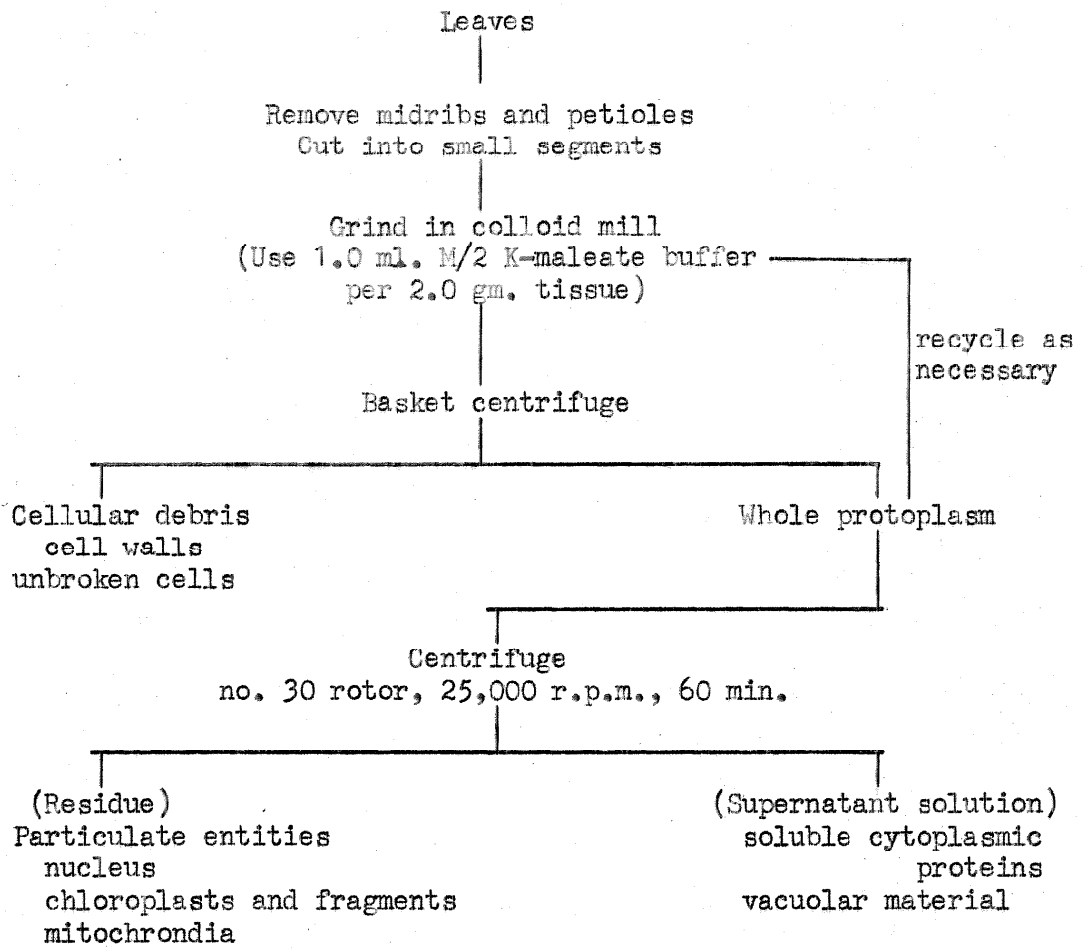 Leaves
Remove midribs and petioles
Cut into small segments
Grind in colloid mill
(Use 1.0 ml. M/2 K-maleate buffer
per 2.0 gm. tissue)
recycle as
necessary
Basket centrifuge
Cellular debris
cell walls
unbroken cells
Whole protoplasm
Centrifuge
no. 30 rotor, 25,000 r.p.m., 60 min.
(Residue)
Particulate entities
nucleus
chloroplasts and fragments
mitochrondia
(Supernatant solution)
soluble cytoplasmic
proteins
vacuolar material